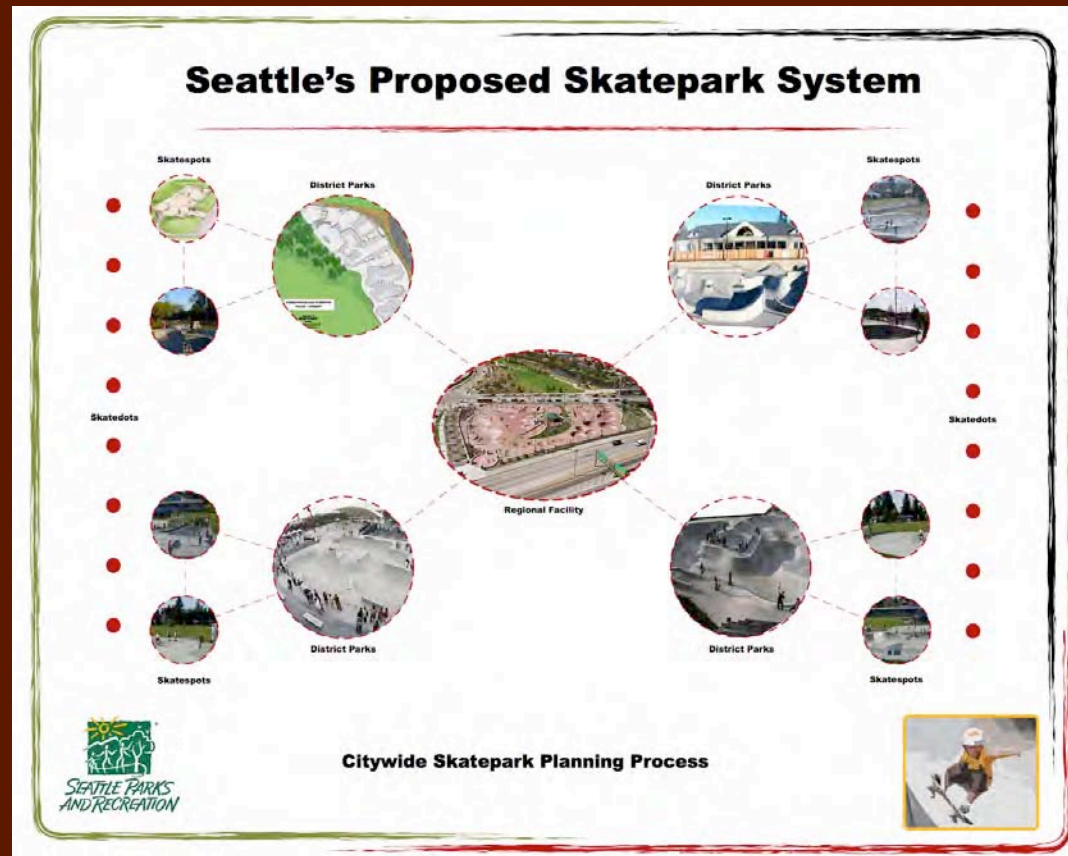 Seattle’s Proposed Skatepark System
Skatespots
District Parks
District Parks
Skatespots
Skatedots
Skatedots
Regional Facility
District Parks
District Parks
Skatespots
Skatespots
Citywide Skatepark Planning Process
SEATTLE PARKS
AND RECREATION